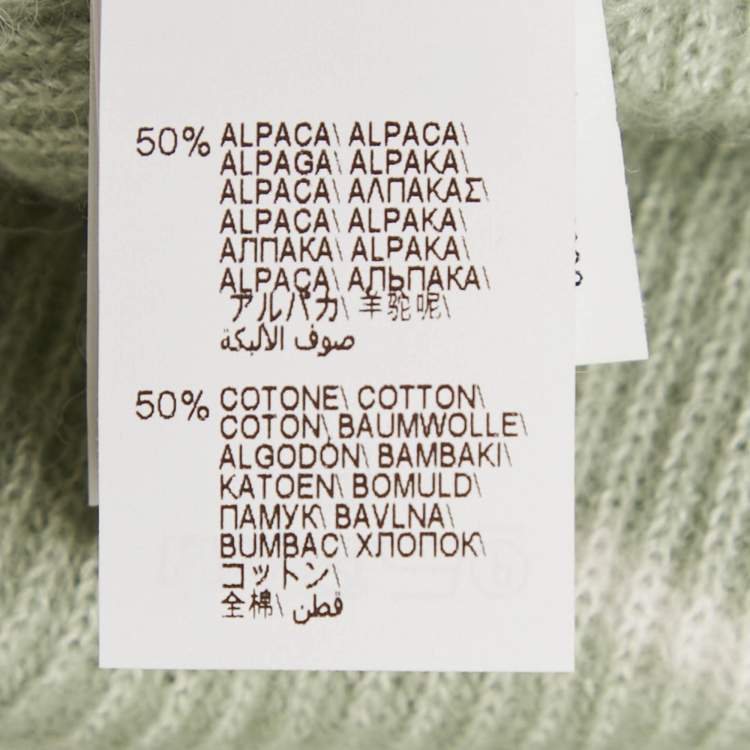 50% ALPACA\ ALPACA\
ALPAGA\ ALPAKA\
ALPACA\ ΑΛΠΑΚΑΣ\
ALPACA\ ALPAKA\
АЛПАКА\ ALPAKA\
ALPACA\ АЛЬПАКА\
アルパカ\ 羊驼呢\
صوف الألبكة
50% COTONE\ COTTON\
COTON\ BAUMWOLLE\
ALGODÓN\ BAMBAKI\
KATOEN\ BOMULD\
ПАМУК\ BAVLNA\
BUMBAC\ ХЛОПОК\
コットン\
全棉\ قطن